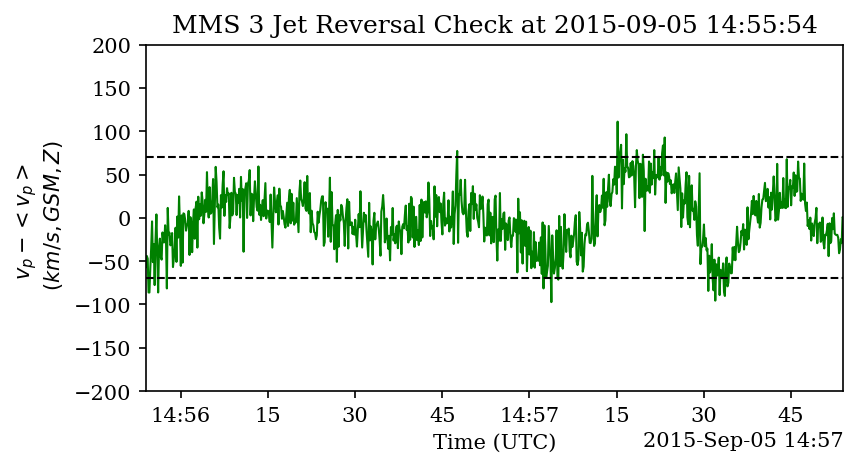 MMS 3 Jet Reversal Check at 2015-09-05 14:55:54
200
150
100
50
0
−50
−100
−150
−200
v_p − < v_p >
(km/s, GSM, Z)
14:56 15 30 45 14:57 15 30 45
Time (UTC) 2015-Sep-05 14:57